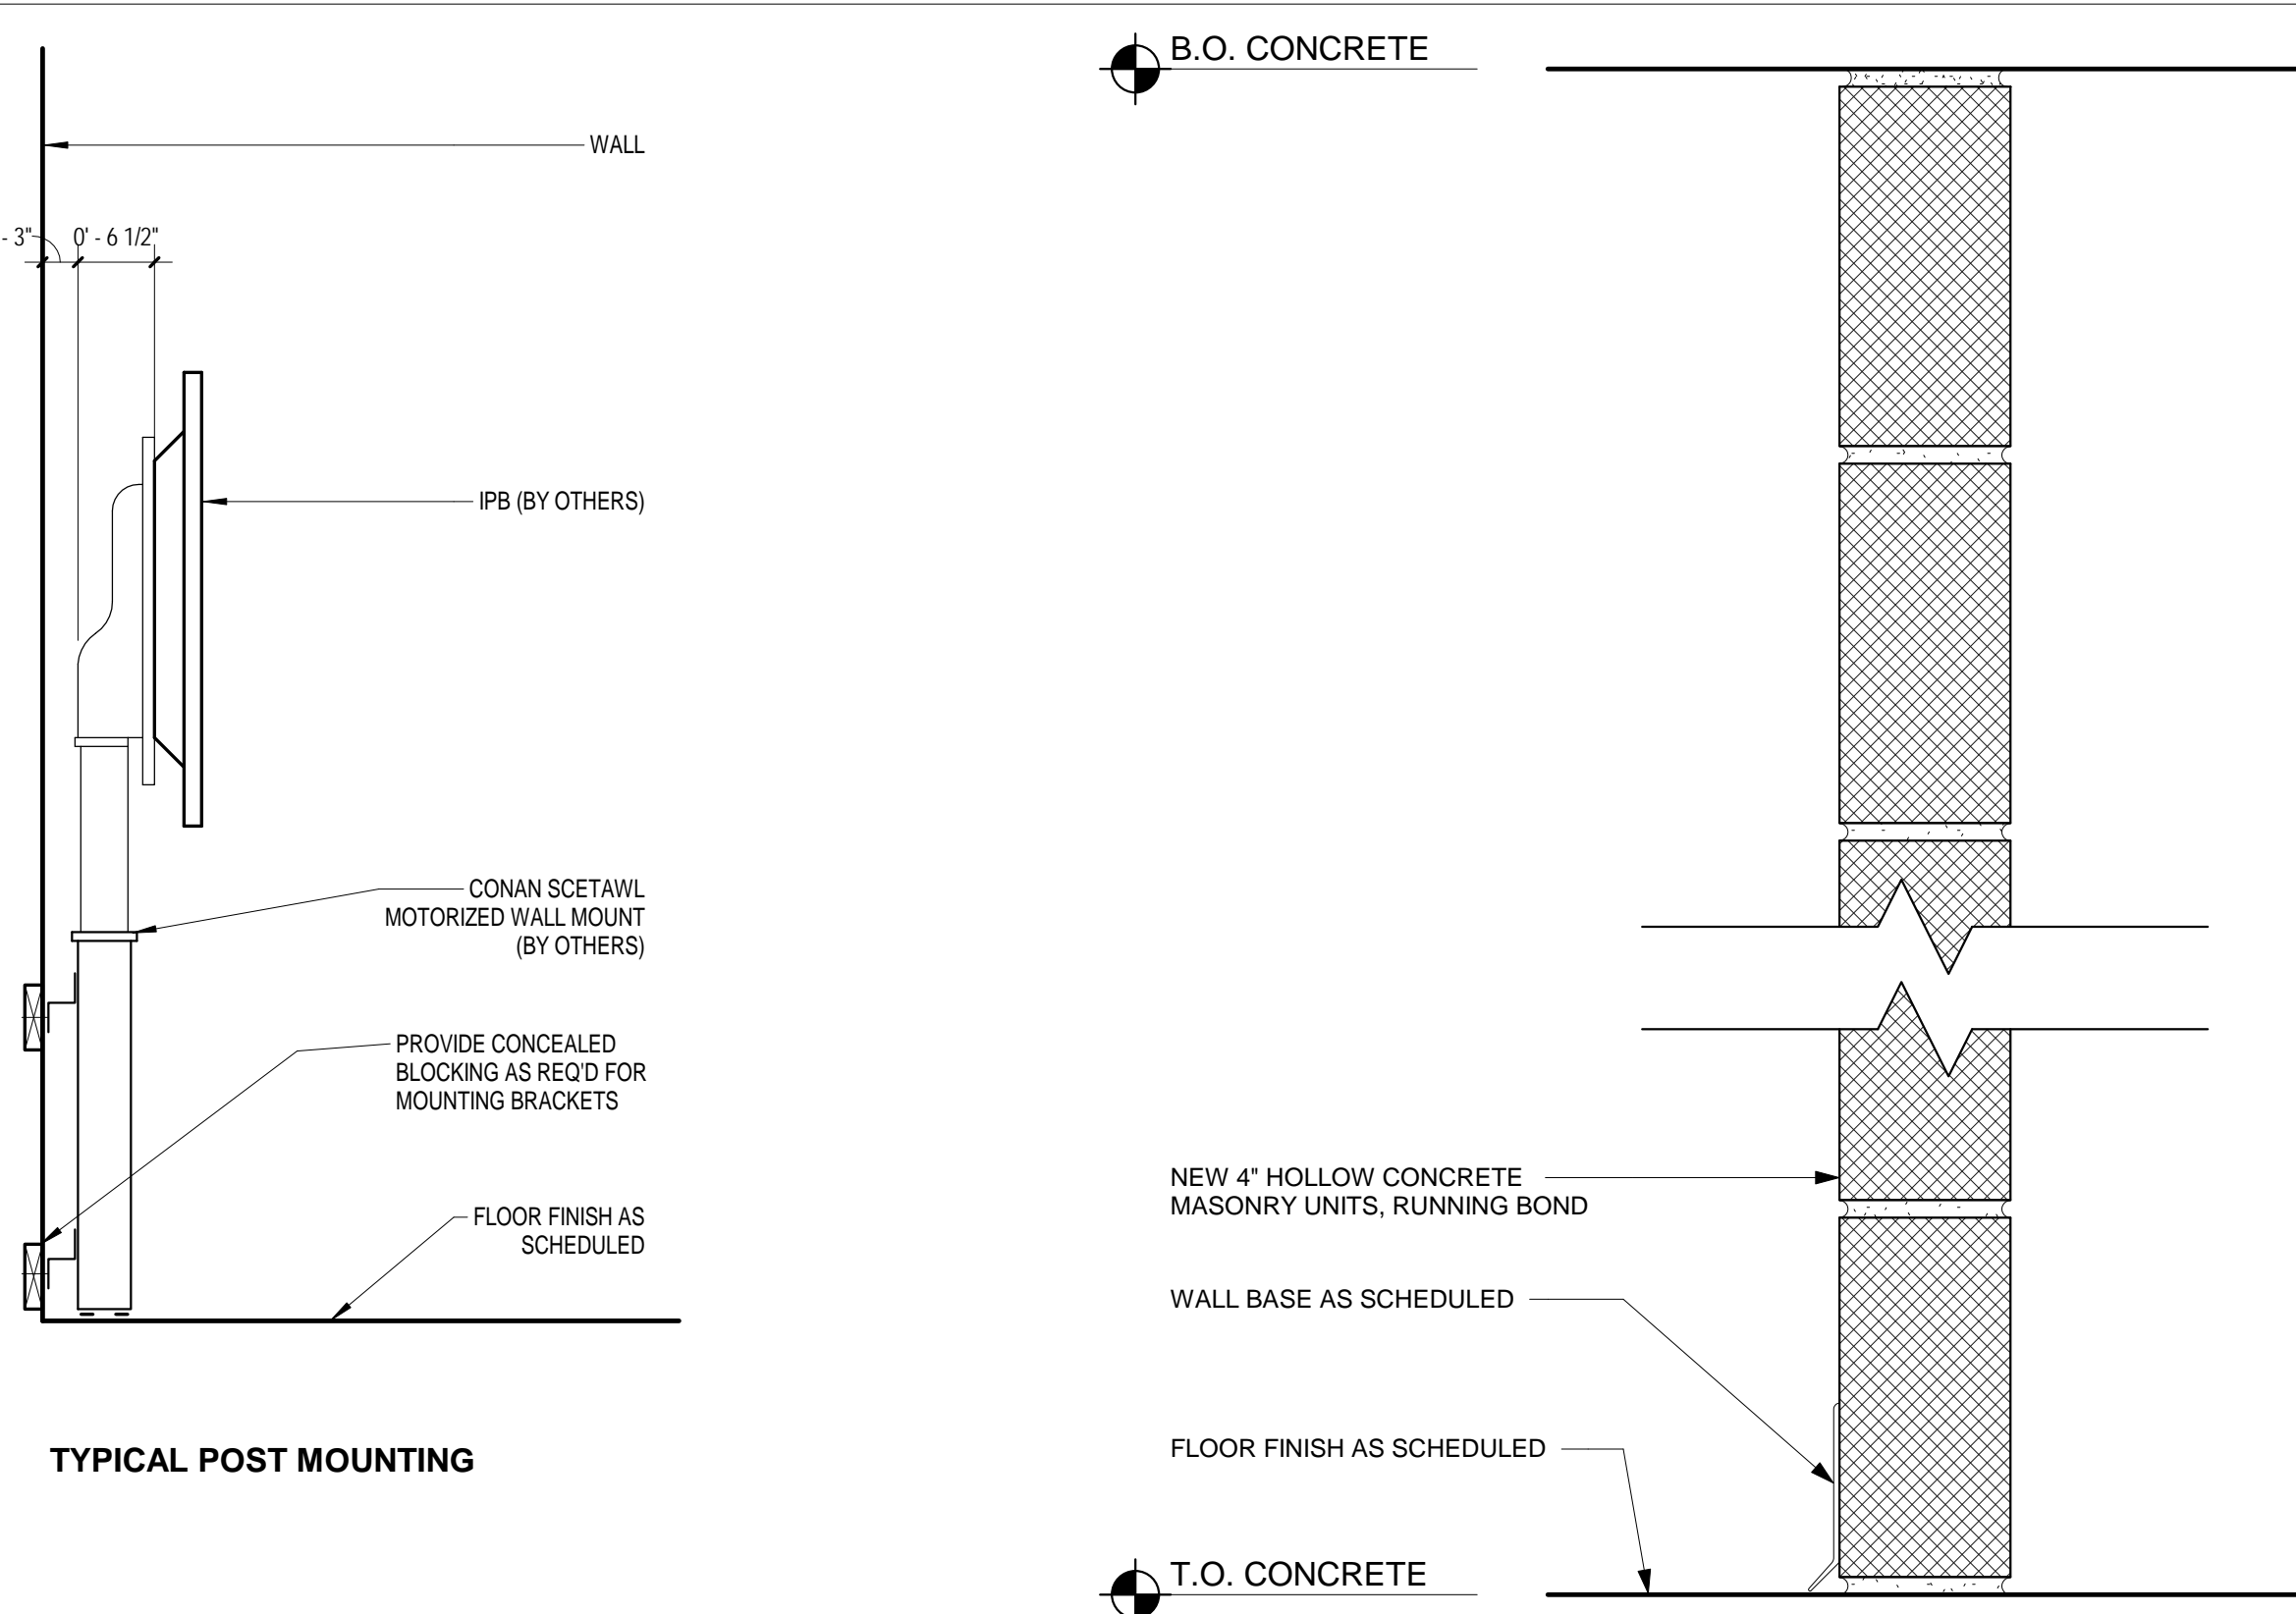 WALL
- 3"
0' - 6 1/2"
IPB (BY OTHERS)
CONAN SCETAWL
MOTORIZED WALL MOUNT
(BY OTHERS)
PROVIDE CONCEALED
BLOCKING AS REQ'D FOR
MOUNTING BRACKETS
FLOOR FINISH AS
SCHEDULED
TYPICAL POST MOUNTING
B.O. CONCRETE
NEW 4" HOLLOW CONCRETE
MASONRY UNITS, RUNNING BOND
WALL BASE AS SCHEDULED
FLOOR FINISH AS SCHEDULED
T.O. CONCRETE